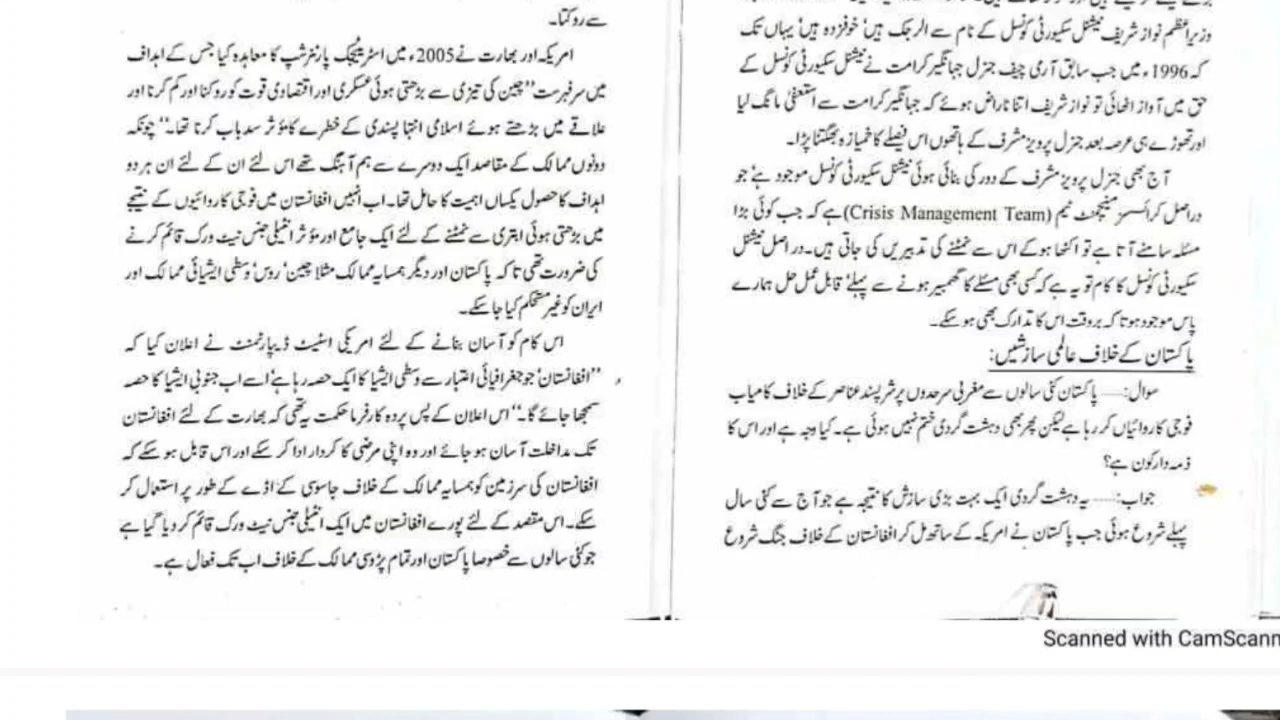 وزیراعظم نواز شریف نیشنل سکیورٹی کونسل کے نام سے الرجک ہیں' خوفزدہ ہیں' یہاں تک
کہ 1996ء میں جب سابق آرمی چیف جنرل جہانگیر کرامت نے نیشنل سکیورٹی کونسل کے
حق میں آواز اٹھائی تو نواز شریف اتنا ناراض ہوئے کہ جہانگیر کرامت سے استعفیٰ مانگ لیا
اور تھوڑے ہی عرصہ بعد جنرل پرویز مشرف کے ہاتھوں اس فیصلے کا خمیازہ بھگتنا پڑا۔
آج بھی جنرل پرویز مشرف کے دور کی بنائی ہوئی نیشنل سکیورٹی کونسل موجود ہے' جو
دراصل کرائسسز مینجمنٹ ٹیم (Crisis Management Team) ہے کہ جب کوئی بڑا
مسئلہ سامنے آتا ہے تو اکٹھا ہو کے اس سے نمٹنے کی تدبیریں کی جاتی ہیں۔ دراصل نیشنل
سکیورٹی کونسل کا کام تو یہ ہے کہ کسی بھی مسئلے کا گھمبیر ہونے سے پہلے' قابل عمل حل ہمارے
پاس موجود ہو تا کہ بروقت اس کا تدارک بھی ہو سکے۔
پاکستان کے خلاف عالمی سازشیں:
سوال:---- پاکستان کئی سالوں سے مغربی سرحدوں پر شرپسند عناصر کے خلاف کامیاب
فوجی کاروائیاں کر رہا ہے لیکن پھر بھی دہشت گردی ختم نہیں ہوئی ہے۔ کیا وجہ ہے اور اس کا
ذمہ دار کون ہے؟
جواب:---- یہ دہشت گردی ایک بہت بڑی سازش کا نتیجہ ہے جو آج سے کئی سال
پہلے شروع ہوئی جب پاکستان نے امریکہ کے ساتھ مل کر افغانستان کے خلاف جنگ شروع
سے روکتا۔
امریکہ اور بھارت نے 2005ء میں اسٹریٹیجک پارٹنرشپ کا معاہدہ کیا جس کے اہداف
میں سرفہرست "چین کی تیزی سے بڑھتی ہوئی عسکری اور اقتصادی قوت کو روکنا اور کم کرنا اور
علاقے میں بڑھتے ہوئے اسلامی انتہا پسندی کے خطرے کا مؤثر سدباب کرنا تھا۔" چونکہ
دونوں ممالک کے مقاصد ایک دوسرے سے ہم آہنگ تھے اس لئے ان کے لئے ان ہر دو
اہداف کا حصول یکساں اہمیت کا حامل تھا۔ اب انہیں افغانستان میں فوجی کاروائیوں کے نتیجے
میں بڑھتی ہوئی ابتری سے نمٹنے کے لئے ایک جامع اور مؤثر انٹیلی جنس نیٹ ورک قائم کرنے
کی ضرورت تھی تا کہ پاکستان اور دیگر ہمسایہ ممالک مثلاً چین' روس' وسطی ایشیائی ممالک اور
ایران کو غیر مستحکم کیا جا سکے۔
اس کام کو آسان بنانے کے لئے امریکی اسٹیٹ ڈیپارٹمنٹ نے اعلان کیا کہ
"افغانستان' جو جغرافیائی اعتبار سے وسطی ایشیا کا ایک حصہ رہا ہے' اسے اب جنوبی ایشیا کا حصہ
سمجھا جائے گا۔" اس اعلان کے پس پردہ کارفرما حکمت یہ تھی کہ بھارت کے لئے افغانستان
تک مداخلت آسان ہو جائے اور وہ اپنی مرضی کا کردار ادا کر سکے اور اس قابل ہو سکے کہ
افغانستان کی سرزمین کو ہمسایہ ممالک کے خلاف جاسوسی کے اڈے کے طور پر استعمال کر
سکے۔ اس مقصد کے لئے پورے افغانستان میں ایک انٹیلی جنس نیٹ ورک قائم کر دیا گیا ہے
جو کئی سالوں سے خصوصاً پاکستان اور تمام پڑوسی ممالک کے خلاف اب تک فعال ہے۔
Scanned with CamScann